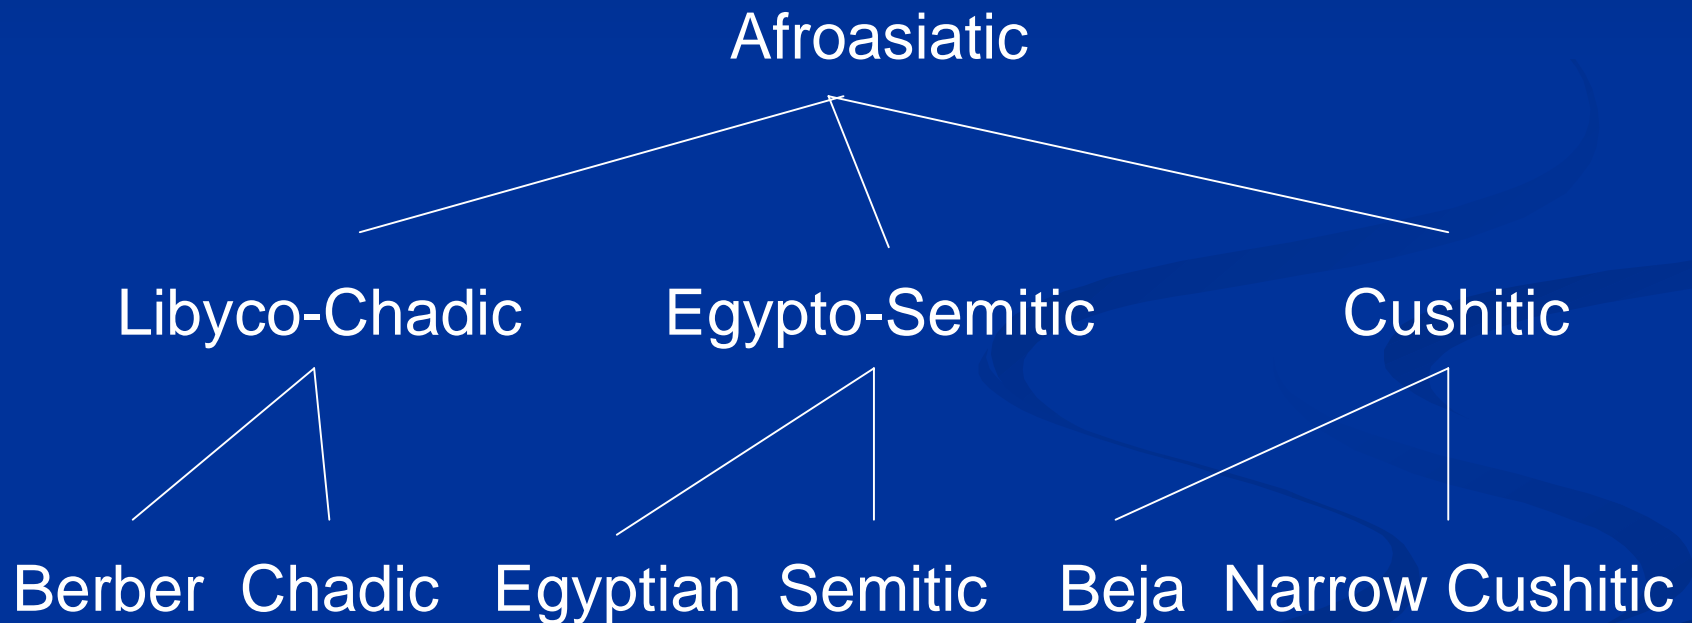 Afroasiatic
Libyco-Chadic Egypto-Semitic Cushitic
Berber Chadic Egyptian Semitic Beja Narrow Cushitic